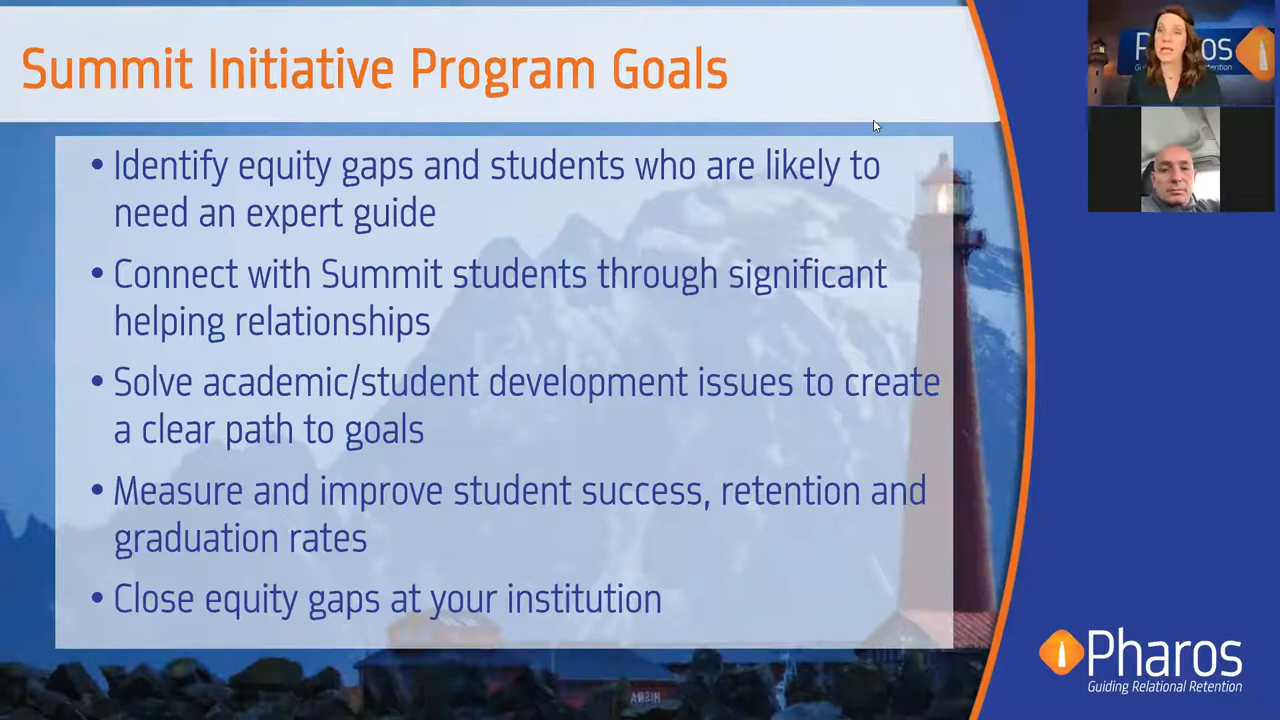 Summit Initiative Program Goals
• Identify equity gaps and students who are likely to
need an expert guide
• Connect with Summit students through significant
helping relationships
• Solve academic/student development issues to create
a clear path to goals
• Measure and improve student success, retention and
graduation rates
• Close equity gaps at your institution
Pharos
Guiding Relational Retention